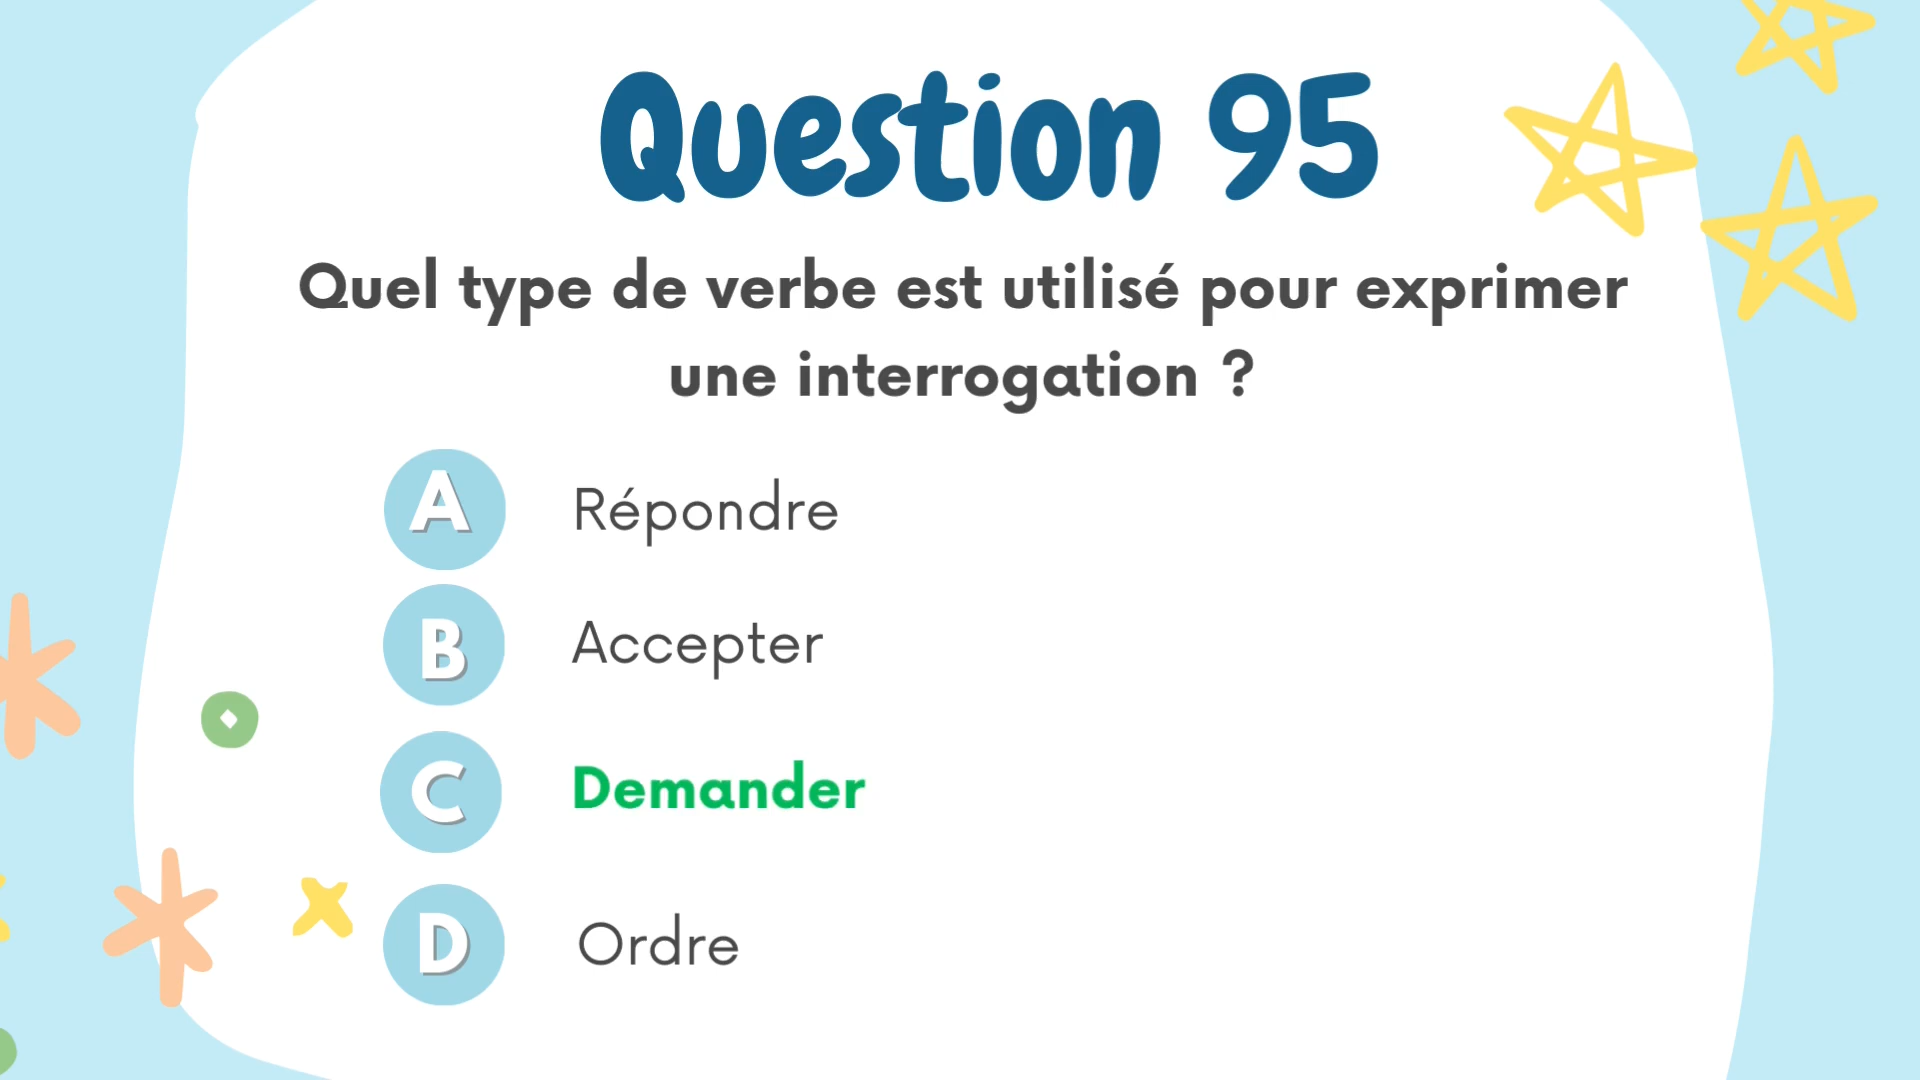 Question 95
Quel type de verbe est utilisé pour exprimer
une interrogation ?
A Répondre
B Accepter
C Demander
D Ordre